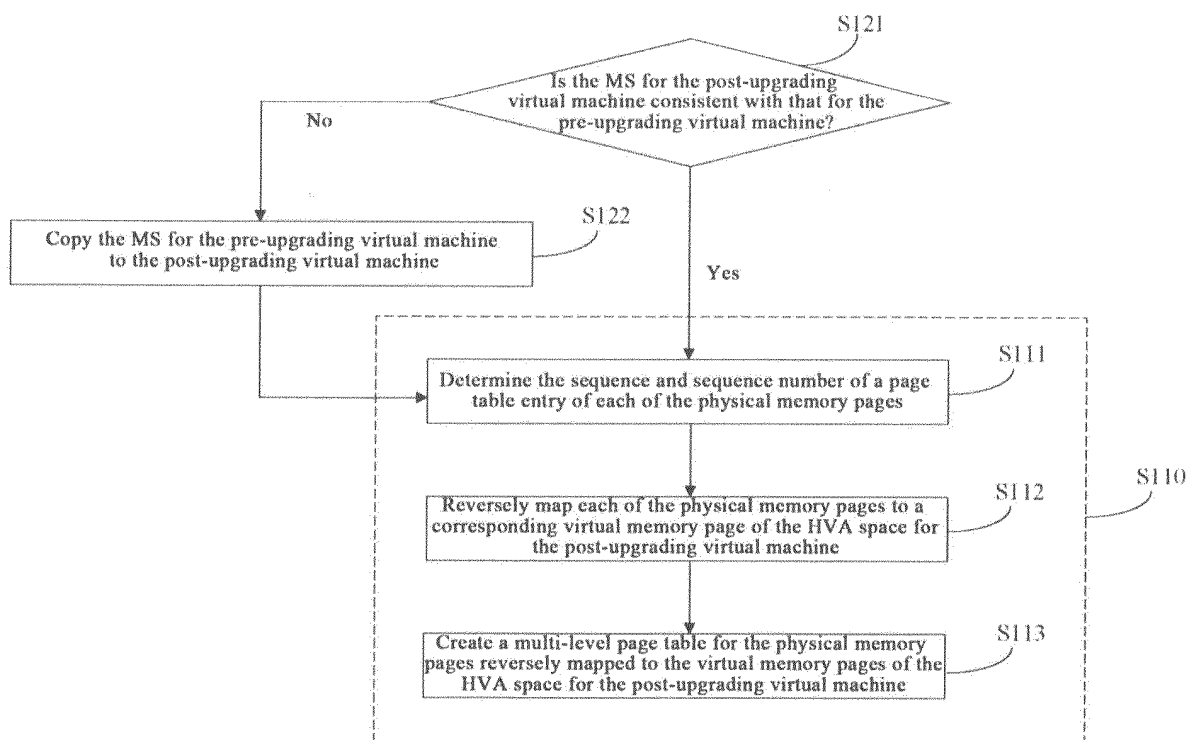 S121
Is the MS for the post-upgrading
virtual machine consistent with that for the
pre-upgrading virtual machine?
No
S122
Copy the MS for the pre-upgrading virtual machine
to the post-upgrading virtual machine
Yes
S111
Determine the sequence and sequence number of a page
table entry of each of the physical memory pages
S110
S112
Reversely map each of the physical memory pages to a
corresponding virtual memory page of the HVA space for
the post-upgrading virtual machine
S113
Create a multi-level page table for the physical memory
pages reversely mapped to the virtual memory pages of the
HVA space for the post-upgrading virtual machine